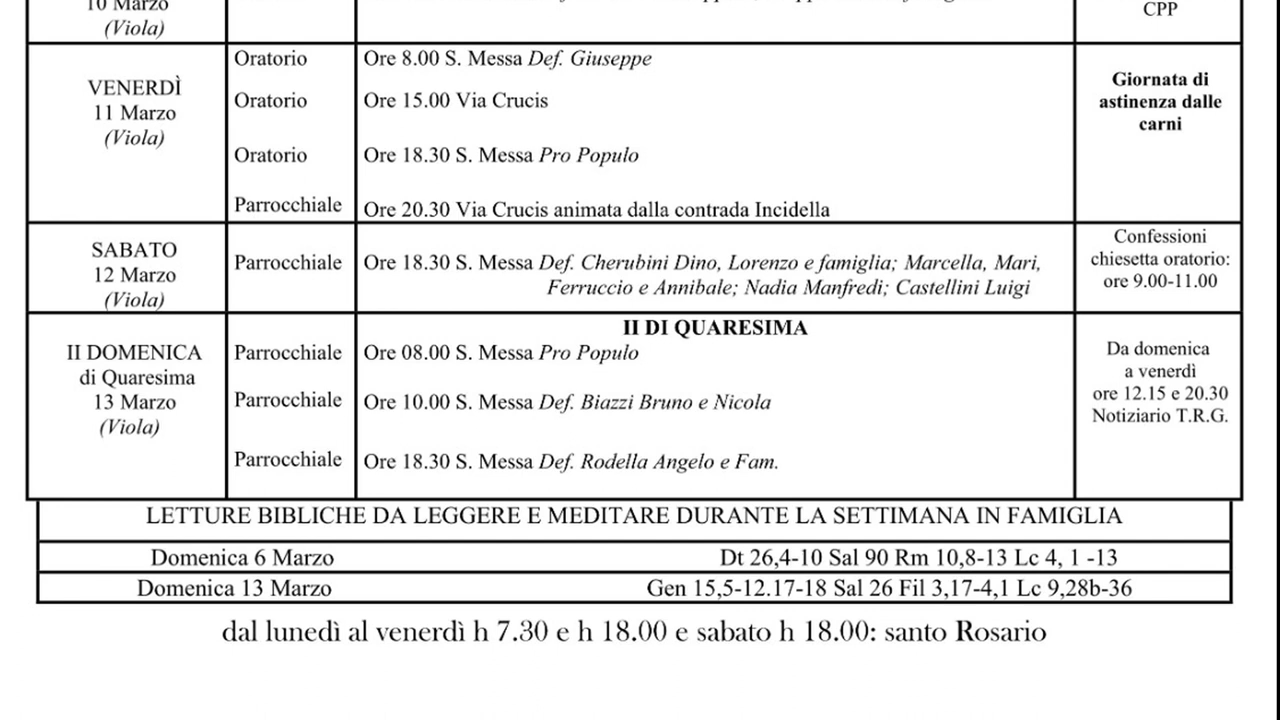 10 Marzo
(Viola)
CPP
VENERDÌ
11 Marzo
(Viola)
Oratorio
Ore 8.00 S. Messa Def. Giuseppe
Oratorio
Ore 15.00 Via Crucis
Oratorio
Ore 18.30 S. Messa Pro Populo
Parrocchiale
Ore 20.30 Via Crucis animata dalla contrada Incidella
Giornata di
astinenza dalle
carni
SABATO
12 Marzo
(Viola)
Parrocchiale
Ore 18.30 S. Messa Def. Cherubini Dino, Lorenzo e famiglia; Marcella, Mari,
Ferruccio e Annibale; Nadia Manfredi; Castellini Luigi
Confessioni
chiesetta oratorio:
ore 9.00-11.00
II DOMENICA
di Quaresima
13 Marzo
(Viola)
II DI QUARESIMA
Parrocchiale
Ore 08.00 S. Messa Pro Populo
Parrocchiale
Ore 10.00 S. Messa Def. Biazzi Bruno e Nicola
Parrocchiale
Ore 18.30 S. Messa Def. Rodella Angelo e Fam.
Da domenica
a venerdì
ore 12.15 e 20.30
Notiziario T.R.G.
LETTURE BIBLICHE DA LEGGERE E MEDITARE DURANTE LA SETTIMANA IN FAMIGLIA
Domenica 6 Marzo
Dt 26,4-10 Sal 90 Rm 10,8-13 Lc 4, 1 -13
Domenica 13 Marzo
Gen 15,5-12.17-18 Sal 26 Fil 3,17-4,1 Lc 9,28b-36
dal lunedì al venerdì h 7.30 e h 18.00 e sabato h 18.00: santo Rosario